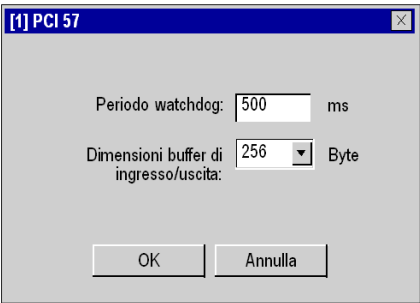 [1] PCI 57
Periodo watchdog: 500 ms
Dimensioni buffer di 256 Byte
ingresso/uscita:
OK Annulla